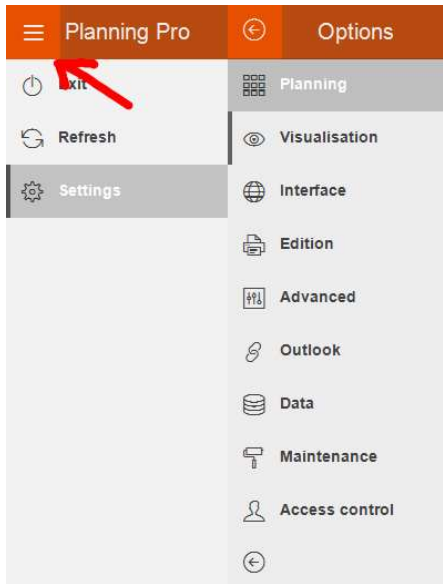 Planning Pro
Exit
Refresh
Settings
Options
Planning
Visualisation
Interface
Edition
Advanced
Outlook
Data
Maintenance
Access control